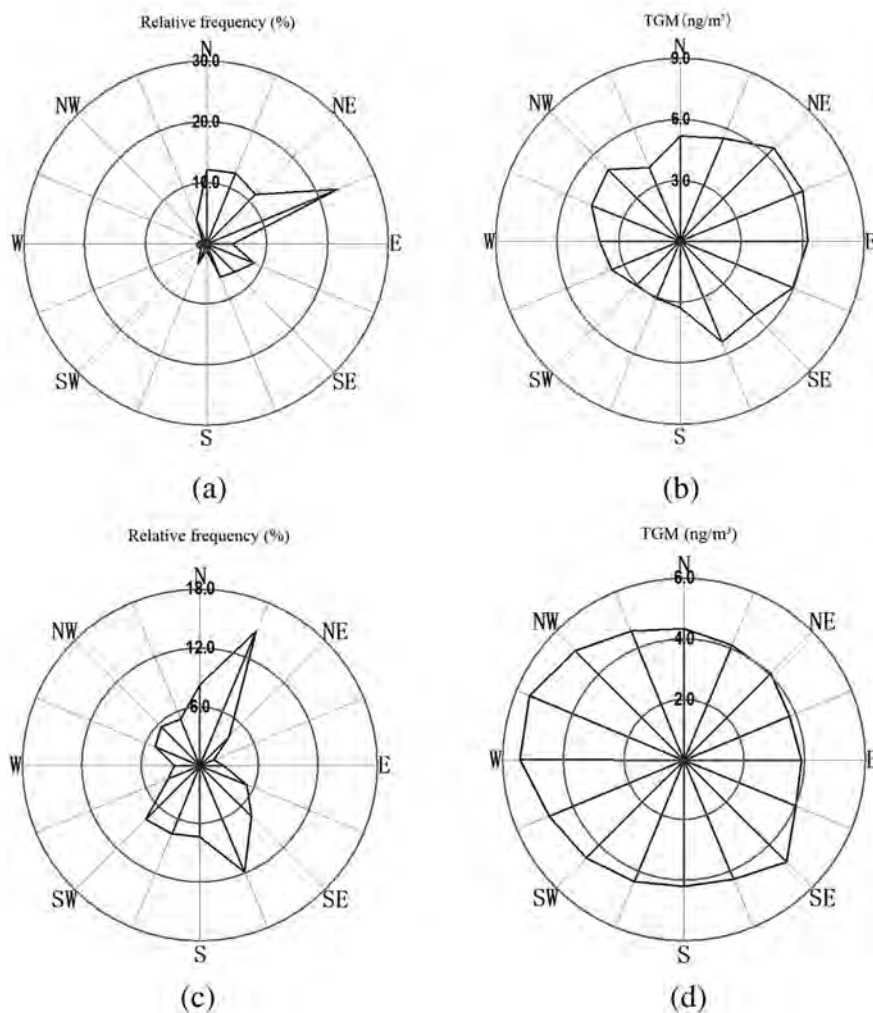 Relative frequency (%)
N
30.0
NW
NE
20.0
10.0
W
E
SW
SE
S
(a)
TGM (ng/m³)
N
9.0
NW
NE
6.0
3.0
W
E
SW
SE
S
(b)
Relative frequency (%)
N
18.0
NW
NE
12.0
6.0
W
E
SW
SE
S
(c)
TGM (ng/m³)
N
6.0
NW
NE
4.0
2.0
W
E
SW
SE
S
(d)